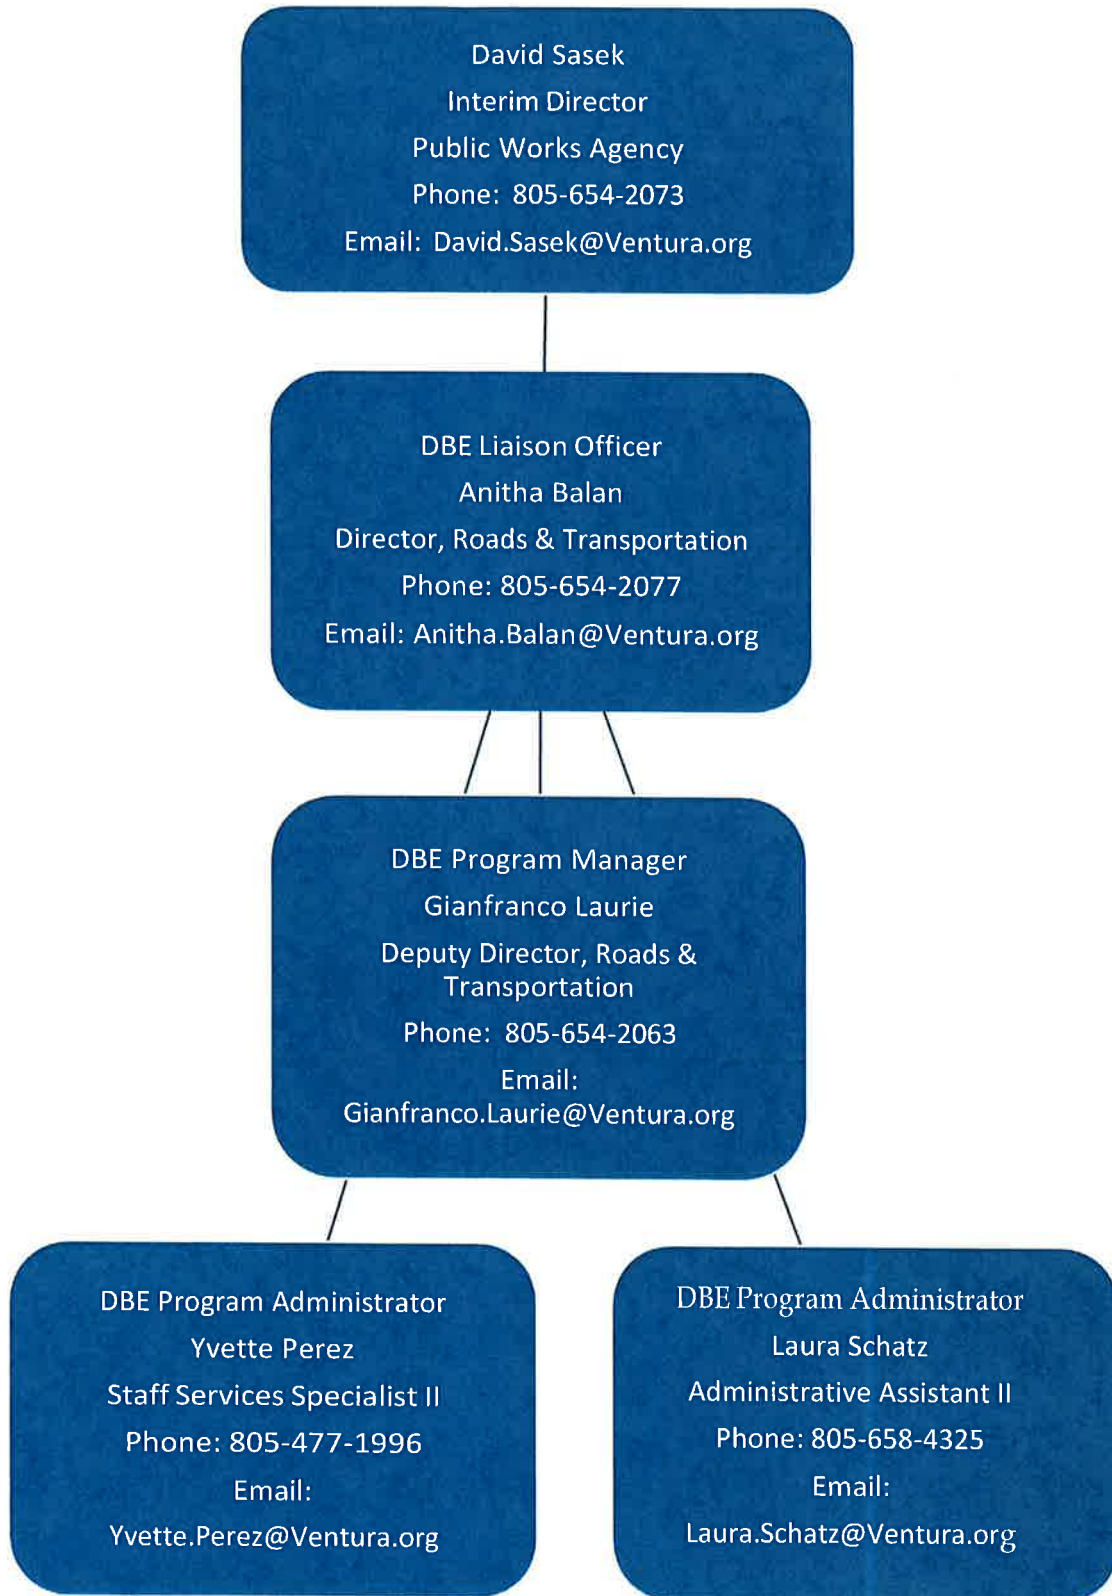 David Sasek
Interim Director
Public Works Agency
Phone: 805-654-2073
Email: David.Sasek@Ventura.org
DBE Liaison Officer
Anitha Balan
Director, Roads & Transportation
Phone: 805-654-2077
Email: Anitha.Balan@Ventura.org
DBE Program Manager
Gianfranco Laurie
Deputy Director, Roads &
Transportation
Phone: 805-654-2063
Email:
Gianfranco.Laurie@Ventura.org
DBE Program Administrator
Yvette Perez
Staff Services Specialist II
Phone: 805-477-1996
Email:
Yvette.Perez@Ventura.org
DBE Program Administrator
Laura Schatz
Administrative Assistant II
Phone: 805-658-4325
Email:
Laura.Schatz@Ventura.org